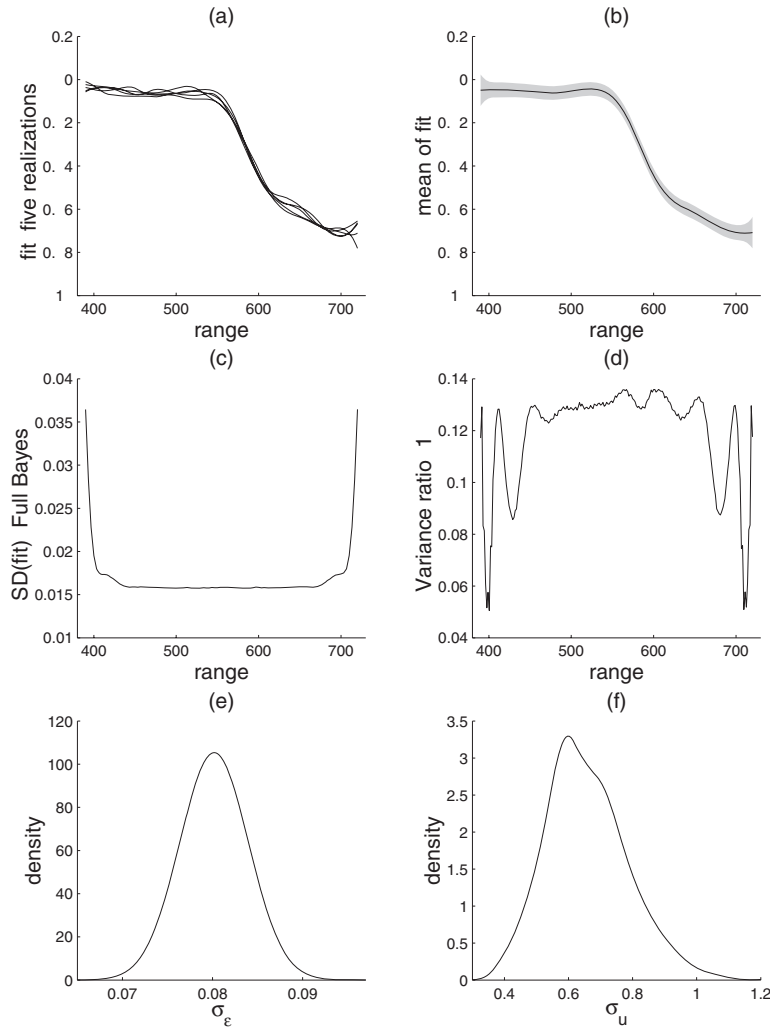 (a)
0.2
0
0. 2
0. 4
0. 6
0. 8
1
fit five realizations
400 500 600 700
range
(b)
0.2
0
0. 2
0. 4
0. 6
0. 8
1
mean of fit
400 500 600 700
range
(c)
0.04
0.035
0.03
0.025
0.02
0.015
0.01
SD(fit) Full Bayes
400 500 600 700
range
(d)
0.14
0.12
0.1
0.08
0.06
0.04
Variance ratio 1
400 500 600 700
range
(e)
120
100
80
60
40
20
0
density
0.07 0.08 0.09
σε
(f)
3.5
3
2.5
2
1.5
1
0.5
0
density
0.4 0.6 0.8 1 1.2
σu